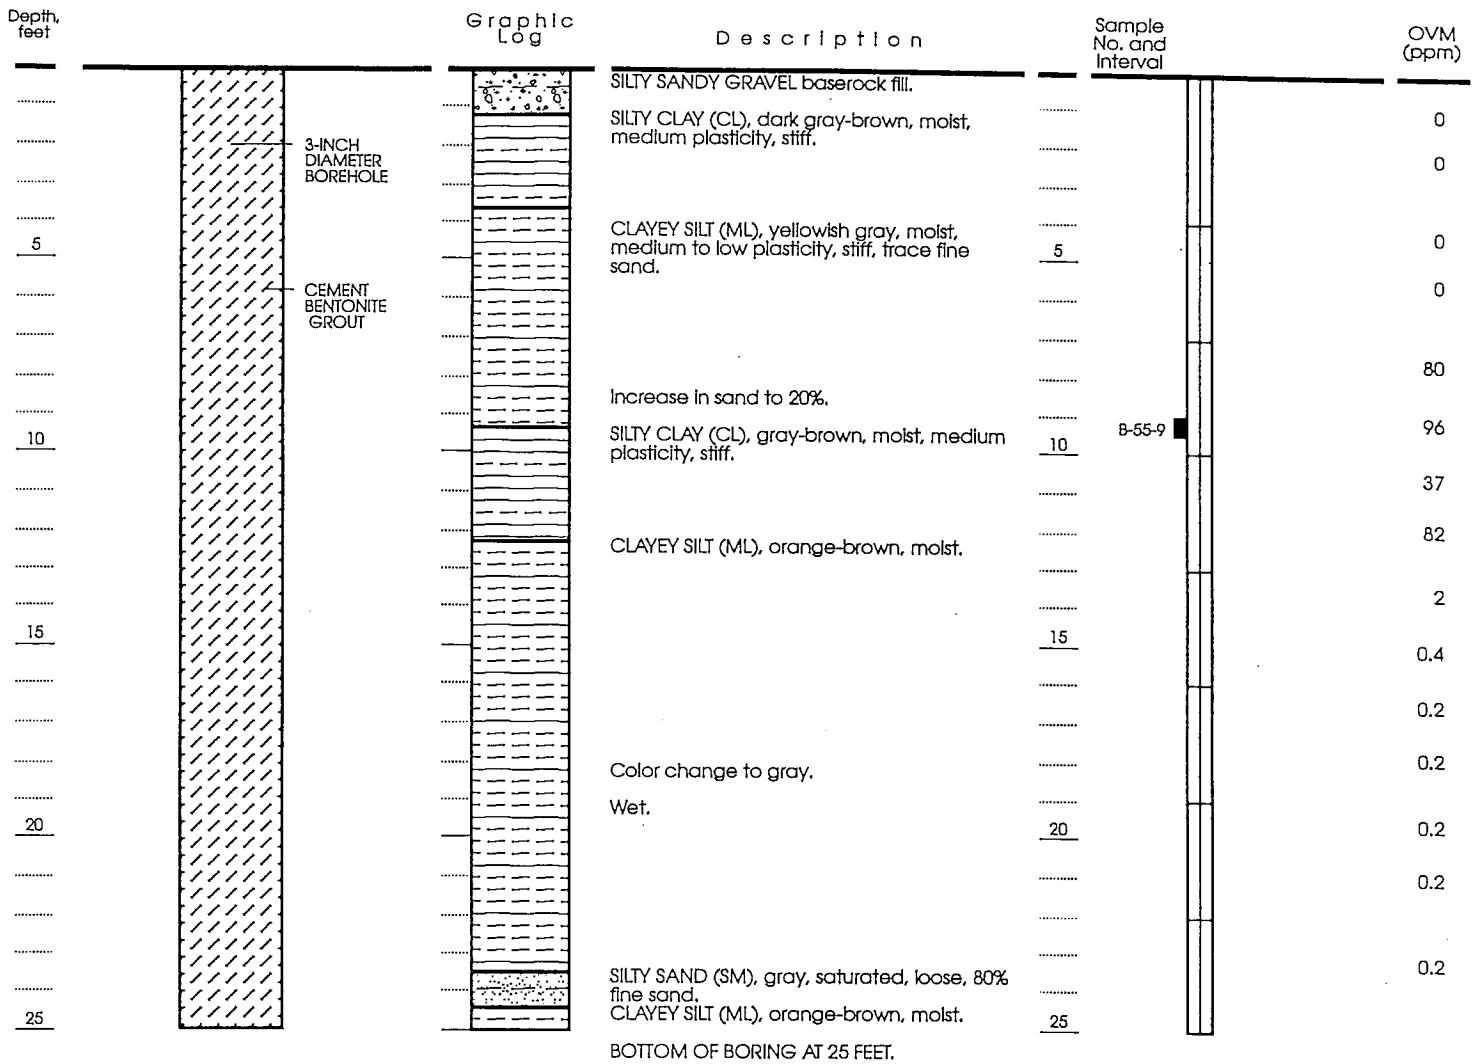 Depth,
feet
Graphic
Log
Description
Sample
No. and
Interval
OVM
(ppm)
SILTY SANDY GRAVEL baserock fill.
SILTY CLAY (CL), dark gray-brown, moist,
medium plasticity, stiff.
0
3-INCH
DIAMETER
BOREHOLE
0
CLAYEY SILT (ML), yellowish gray, moist,
medium to low plasticity, stiff, trace fine
sand.
5
5
0
CEMENT
BENTONITE
GROUT
0
80
Increase in sand to 20%.
10
SILTY CLAY (CL), gray-brown, moist, medium
plasticity, stiff.
10
B-55-9
96
37
82
CLAYEY SILT (ML), orange-brown, moist.
2
15
15
0.4
0.2
Color change to gray.
0.2
Wet.
20
20
0.2
0.2
SILTY SAND (SM), gray, saturated, loose, 80%
fine sand.
0.2
CLAYEY SILT (ML), orange-brown, moist.
25
25
BOTTOM OF BORING AT 25 FEET.